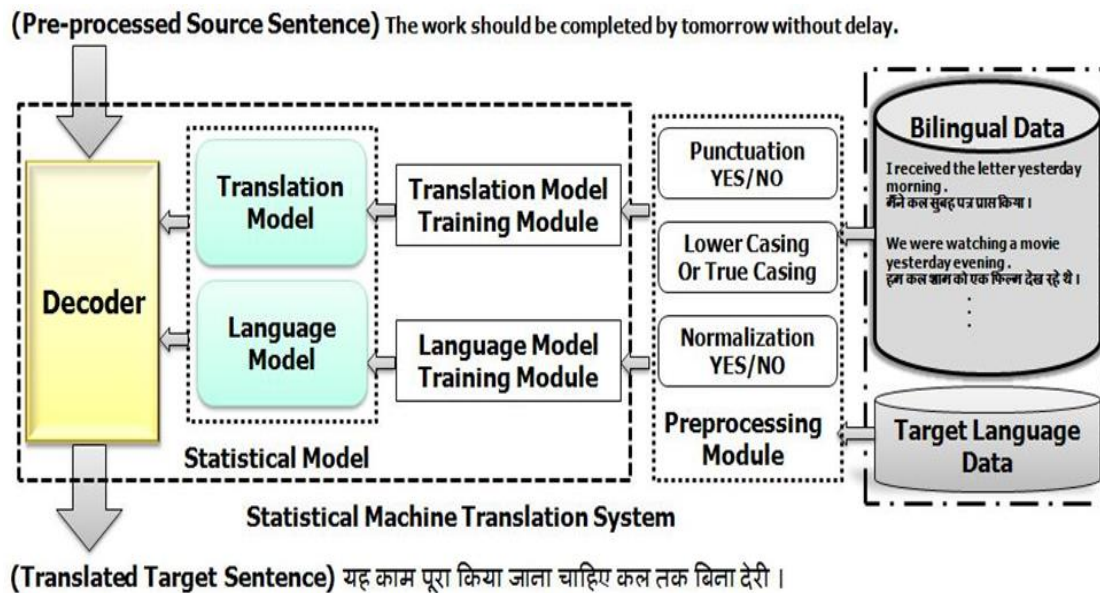 (Pre-processed Source Sentence) The work should be completed by tomorrow without delay.
Decoder
Translation
Model
Language
Model
Statistical Model
Translation Model
Training Module
Language Model
Training Module
Punctuation
YES/NO
Lower Casing
Or True Casing
Normalization
YES/NO
Preprocessing
Module
Bilingual Data
I received the letter yesterday
morning .
मैंने कल सुबह पत्र प्राप्त किया ।
We were watching a movie
yesterday evening .
हम कल शाम को एक फिल्म देख रहे थे ।
.
.
.
Target Language
Data
Statistical Machine Translation System
(Translated Target Sentence) यह काम पूरा किया जाना चाहिए कल तक बिना देरी ।